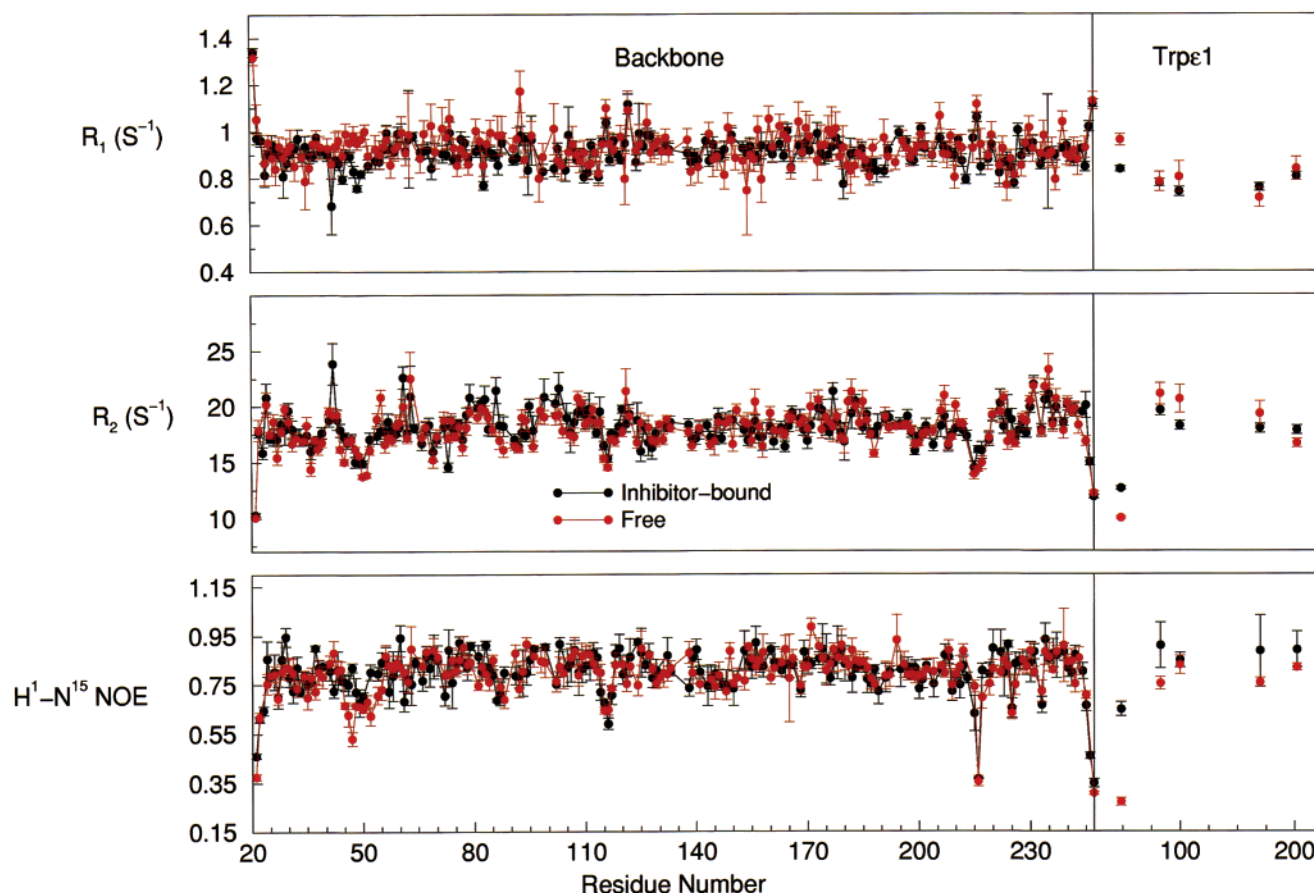 Backbone
Trpε1
R₁ (S⁻¹)
1.4
1.2
1
0.8
0.6
0.4
R₂ (S⁻¹)
25
20
15
10
Inhibitor-bound
Free
H¹-N¹⁵ NOE
1.15
0.95
0.75
0.55
0.35
0.15
20 50 80 110 140 170 200 230 100 200
Residue Number